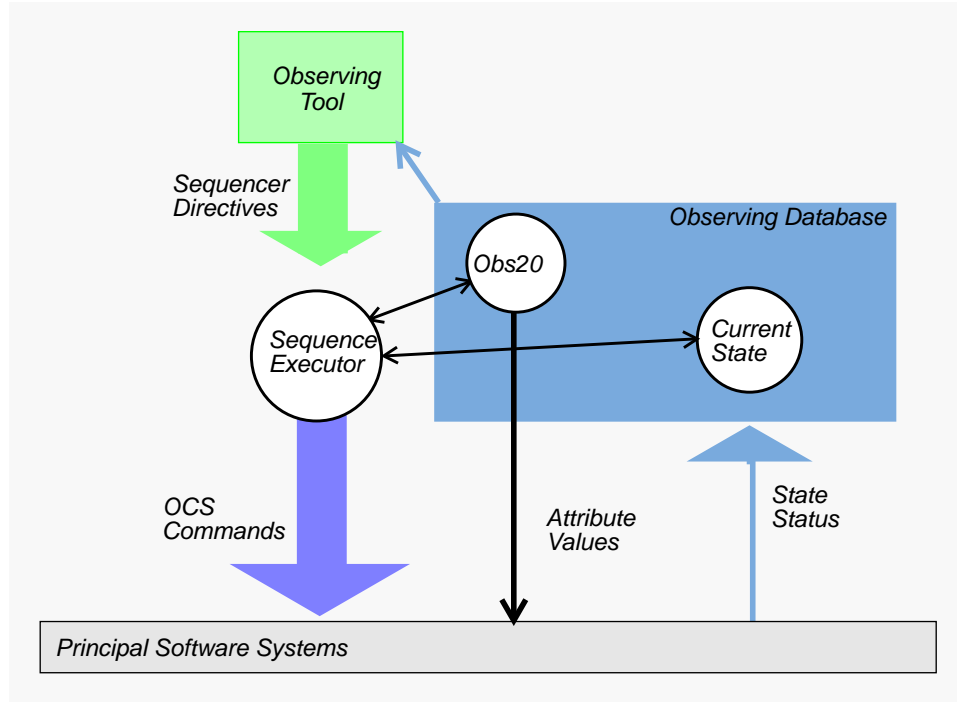 Observing
Tool
Sequencer
Directives
Observing Database
Obs20
Sequence
Executor
Current
State
OCS
Commands
Attribute
Values
State
Status
Principal Software Systems